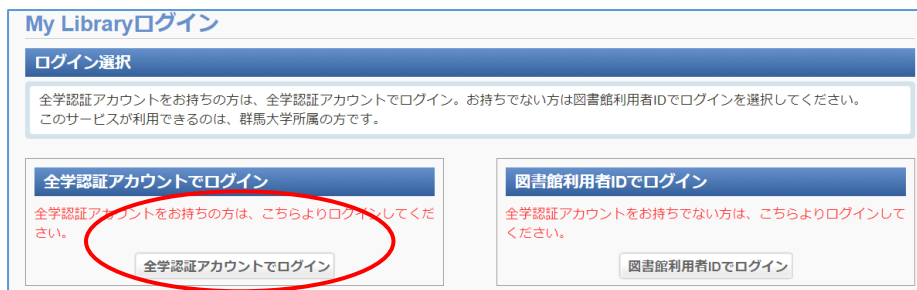 My Libraryログイン
ログイン選択
全学認証アカウントをお持ちの方は、全学認証アカウントでログイン。お持ちでない方は図書館利用者IDでログインを選択してください。
このサービスが利用できるのは、群馬大学所属の方です。
全学認証アカウントでログイン
全学認証アカウントをお持ちの方は、こちらよりログインしてくだ
さい。
全学認証アカウントでログイン
図書館利用者IDでログイン
全学認証アカウントをお持ちでない方は、こちらよりログインして
ください。
図書館利用者IDでログイン